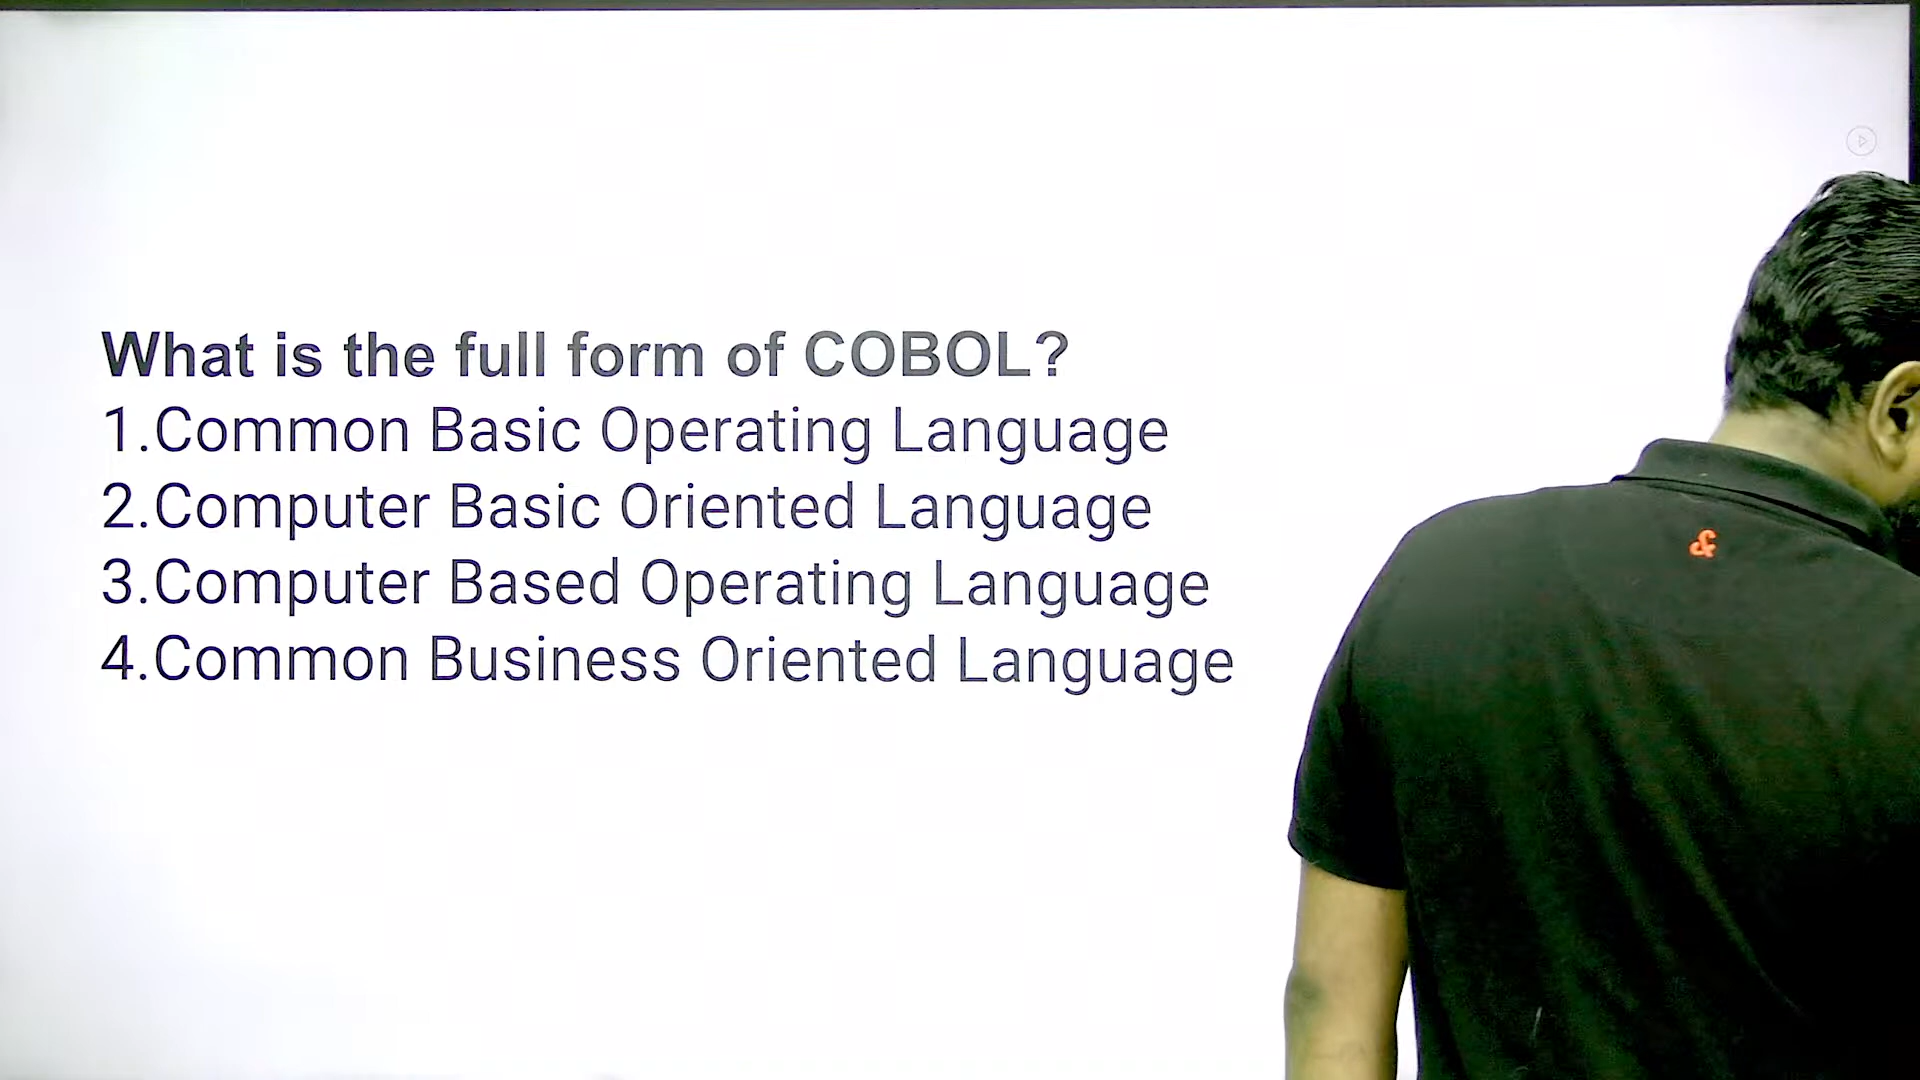 What is the full form of COBOL?
1.Common Basic Operating Language
2.Computer Basic Oriented Language
3.Computer Based Operating Language
4.Common Business Oriented Language
&